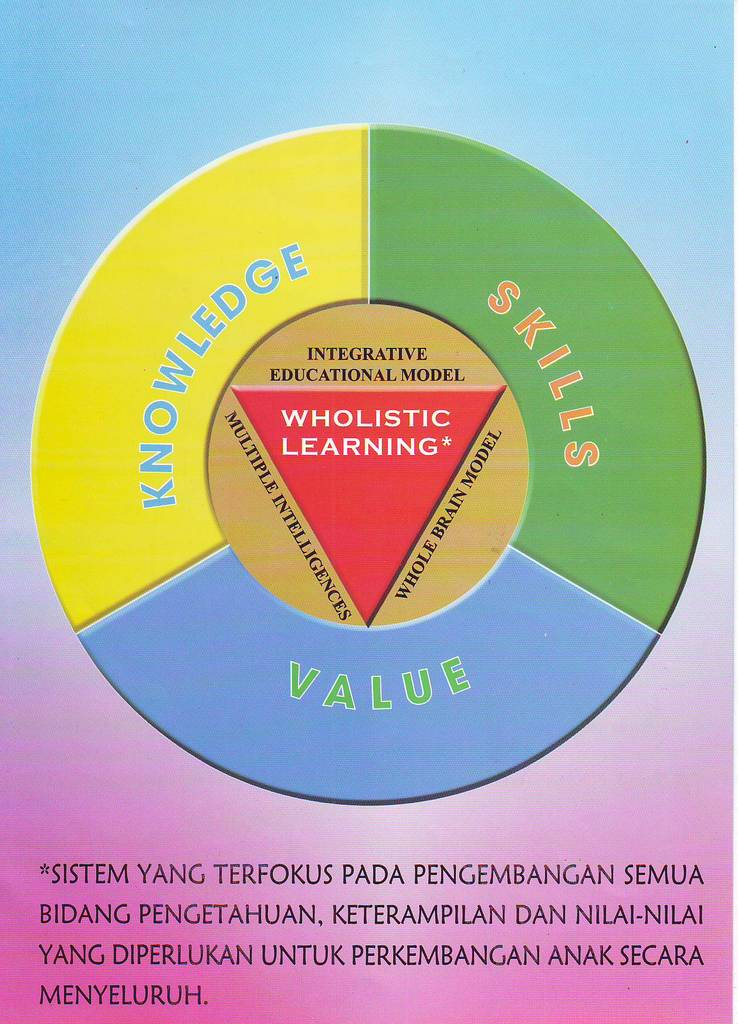 KNOWLEDGE
SKILLS
INTEGRATIVE
EDUCATIONAL MODEL
WHOLISTIC
LEARNING*
MULTIPLE INTELLIGENCES
WHOLE BRAIN MODEL
VALUE
*SISTEM YANG TERFOKUS PADA PENGEMBANGAN SEMUA
BIDANG PENGETAHUAN, KETERAMPILAN DAN NILAI-NILAI
YANG DIPERLUKAN UNTUK PERKEMBANGAN ANAK SECARA
MENYELURUH.